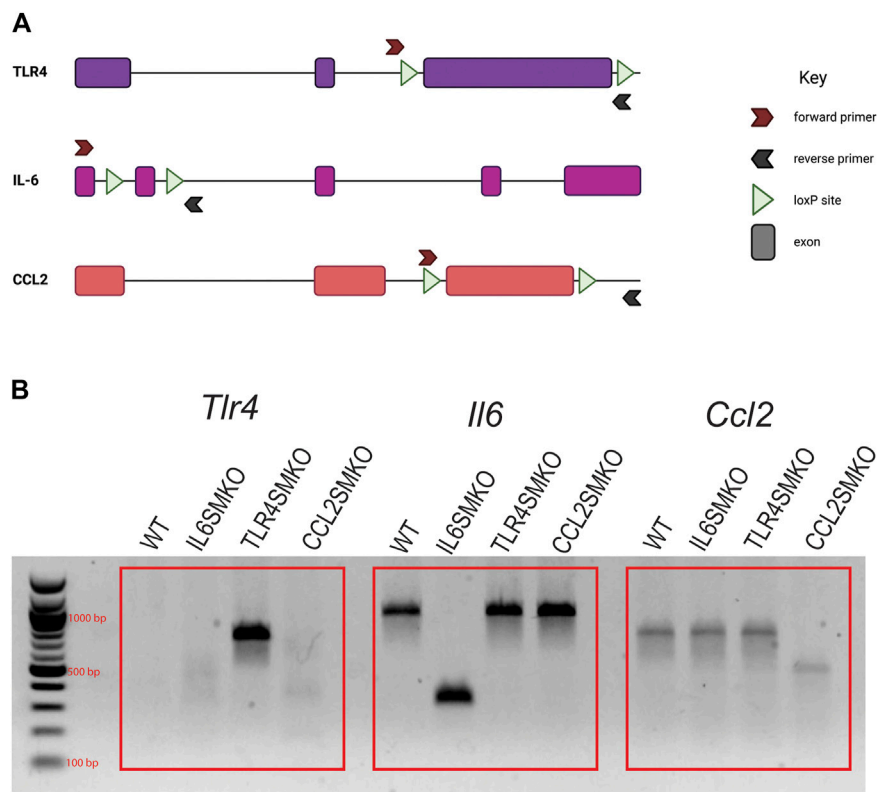 A
TLR4
IL-6
CCL2
Key
forward primer
reverse primer
loxP site
exon
B
Tlr4
Il6
Ccl2
WT
IL6SMKO
TLR4SMKO
CCL2SMKO
WT
IL6SMKO
TLR4SMKO
CCL2SMKO
WT
IL6SMKO
TLR4SMKO
CCL2SMKO
1000 bp
500 bp
100 bp